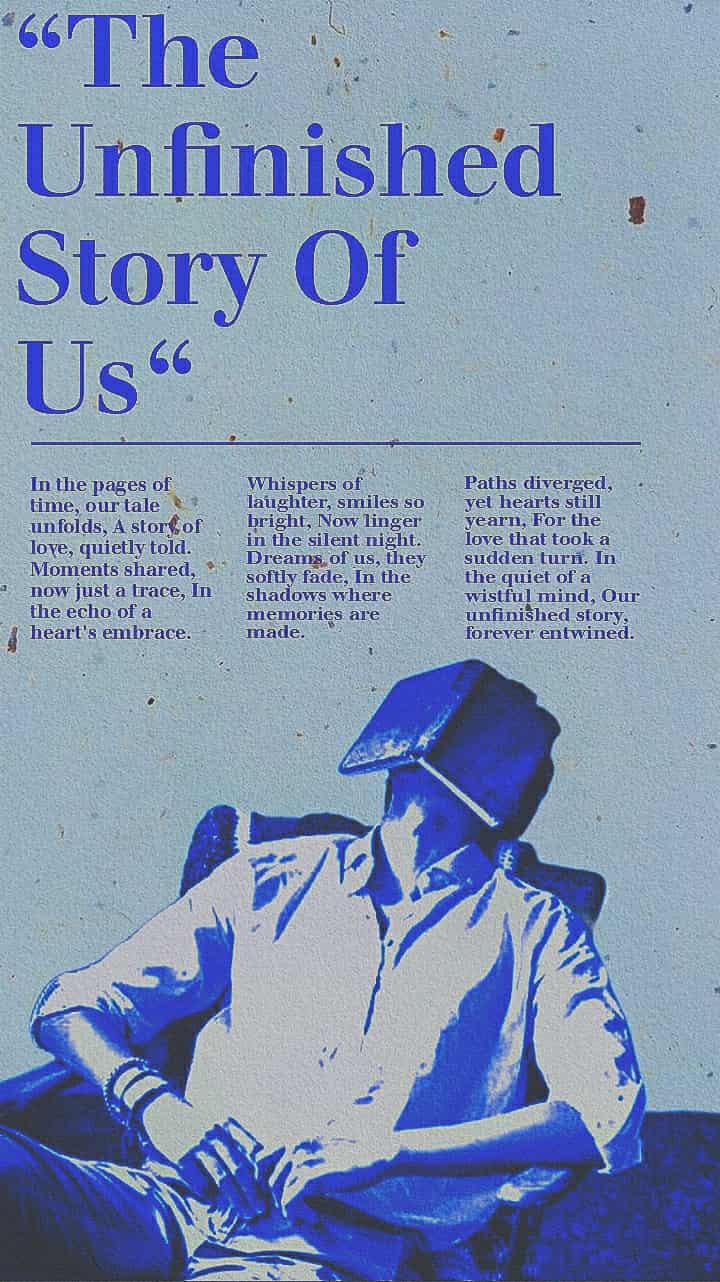 “The
Unfinished
Story Of
Us“
In the pages of
time, our tale
unfolds, A story of
love, quietly told.
Moments shared,
now just a trace, In
the echo of a
heart's embrace.
Whispers of
laughter, smiles so
bright, Now linger
in the silent night.
Dreams of us, they
softly fade, In the
shadows where
memories are
made.
Paths diverged,
yet hearts still
yearn, For the
love that took a
sudden turn. In
the quiet of a
wistful mind, Our
unfinished story,
forever entwined.